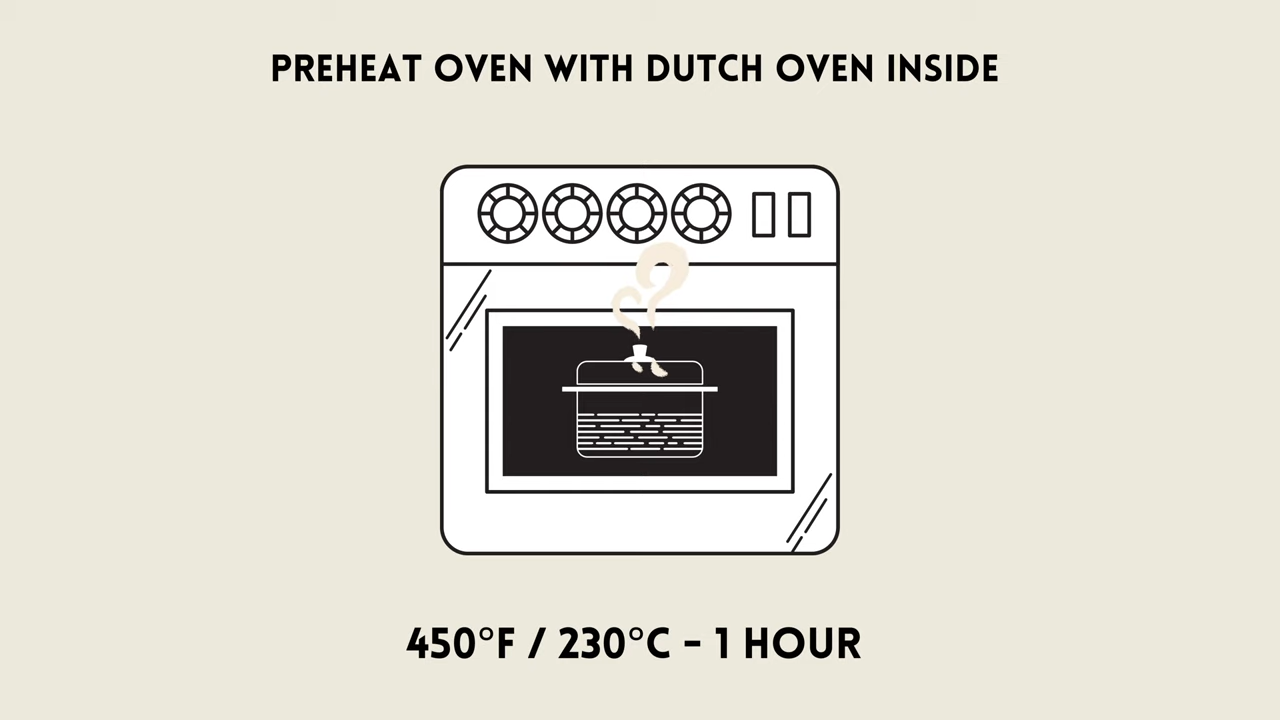 PREHEAT OVEN WITH DUTCH OVEN INSIDE
450°F / 230°C - 1 HOUR